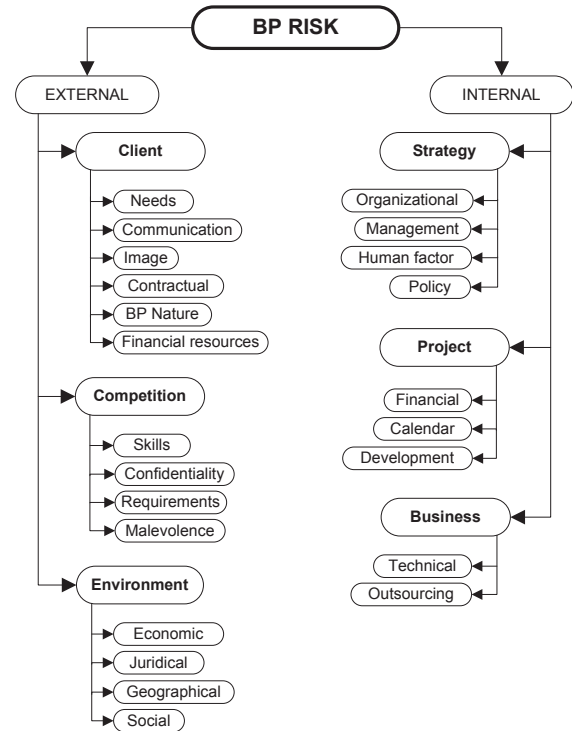 BP RISK
EXTERNAL
Client
Needs
Communication
Image
Contractual
BP Nature
Financial resources
Competition
Skills
Confidentiality
Requirements
Malevolence
Environment
Economic
Juridical
Geographical
Social
INTERNAL
Strategy
Organizational
Management
Human factor
Policy
Project
Financial
Calendar
Development
Business
Technical
Outsourcing